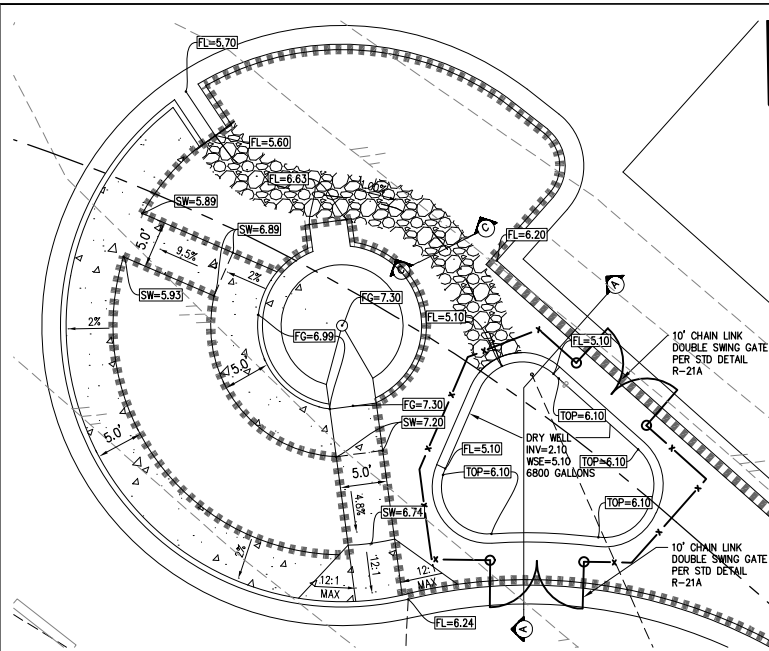 FL=5.70
FL=5.60
FL=6.63
SW=5.89
SW=6.89
FL=6.20
5.0'
9.5%
2%
SW=5.93
FG=7.30
FL=5.10
FL=5.10
2%
FG=6.99
10' CHAIN LINK
DOUBLE SWING GATE
PER STD DETAIL
R-21A
5.0'
FG=7.30
TOP=6.10
SW=7.20
5.0'
DRY WELL
INV=2.10
WSE=5.10
6800 GALLONS
FL=5.10
TOP=6.10
TOP=6.10
5.0'
4.8%
TOP=6.10
SW=6.74
2%
12:1
MAX
12:1
12:1
MAX
10' CHAIN LINK
DOUBLE SWING GATE
PER STD DETAIL
R-21A
FL=6.24
C
C
A
A